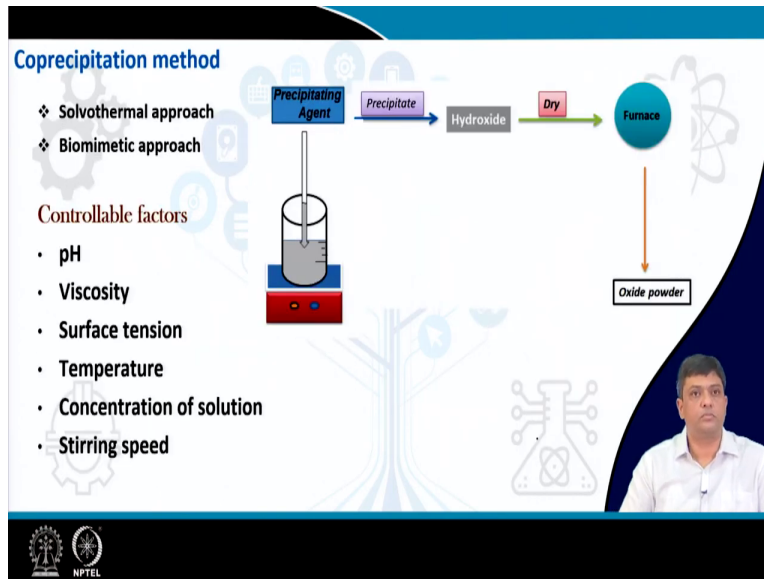 Coprecipitation method
❖ Solvothermal approach
❖ Biomimetic approach
Controllable factors
• pH
• Viscosity
• Surface tension
• Temperature
• Concentration of solution
• Stirring speed
Precipitating
Agent
Precipitate
Hydroxide
Dry
Furnace
Oxide powder
NPTEL